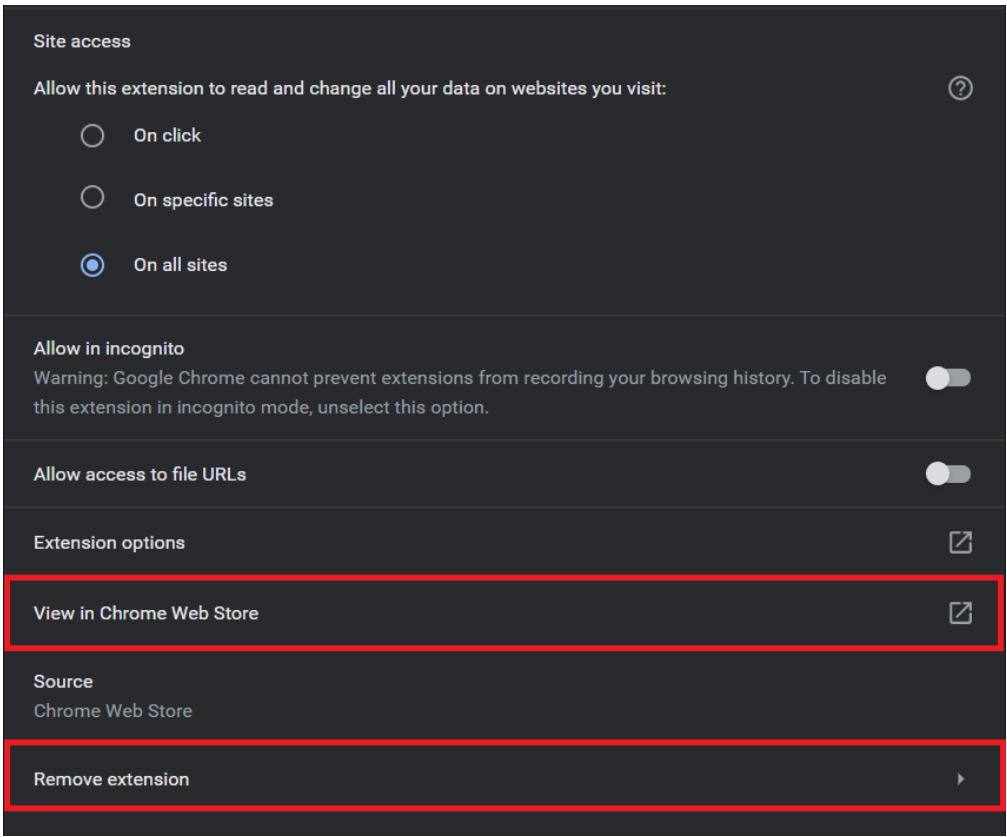 Site access
Allow this extension to read and change all your data on websites you visit:
On click
On specific sites
On all sites
Allow in incognito
Warning: Google Chrome cannot prevent extensions from recording your browsing history. To disable
this extension in incognito mode, unselect this option.
Allow access to file URLs
Extension options
View in Chrome Web Store
Source
Chrome Web Store
Remove extension